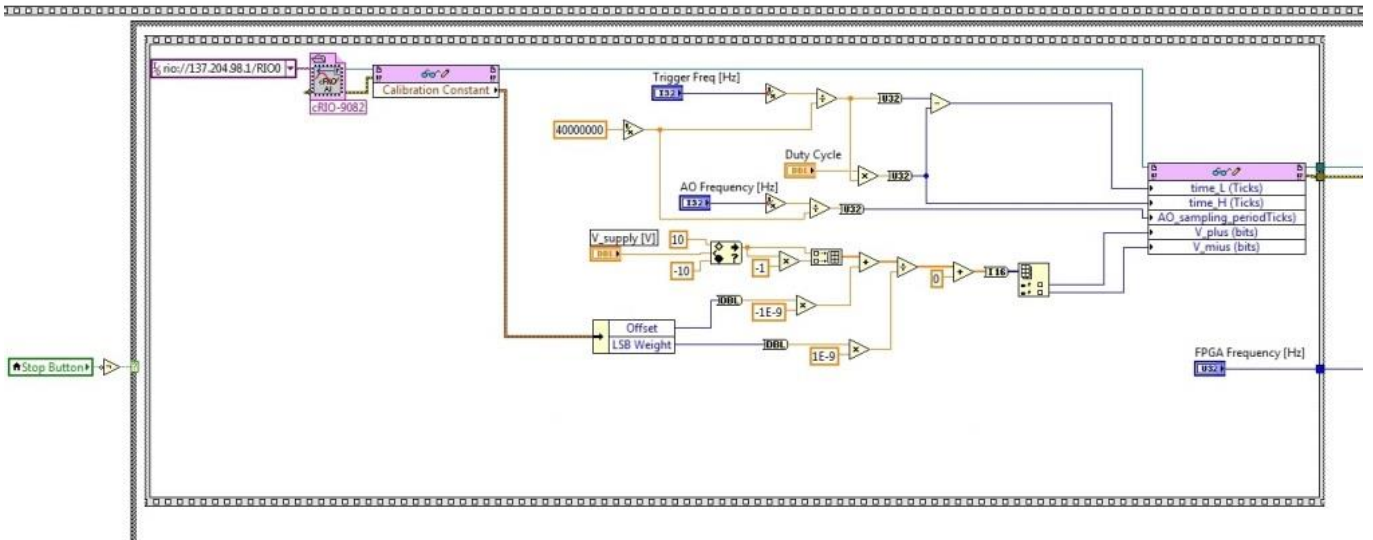 rio://137.204.98.1/RIO0
cRIO
AI
cRIO-9082
Calibration Constant
Trigger Freq [Hz]
I32
U32
40000000
Duty Cycle
DBL
U32
AO Frequency [Hz]
I32
U32
time_L (Ticks)
time_H (Ticks)
AO_sampling_periodTicks)
V_plus (bits)
V_mius (bits)
V_supply [V]
DBL
10
-10
-1
0
I16
DBL
-1E-9
Offset
LSB Weight
DBL
1E-9
Stop Button
FPGA Frequency [Hz]
U32